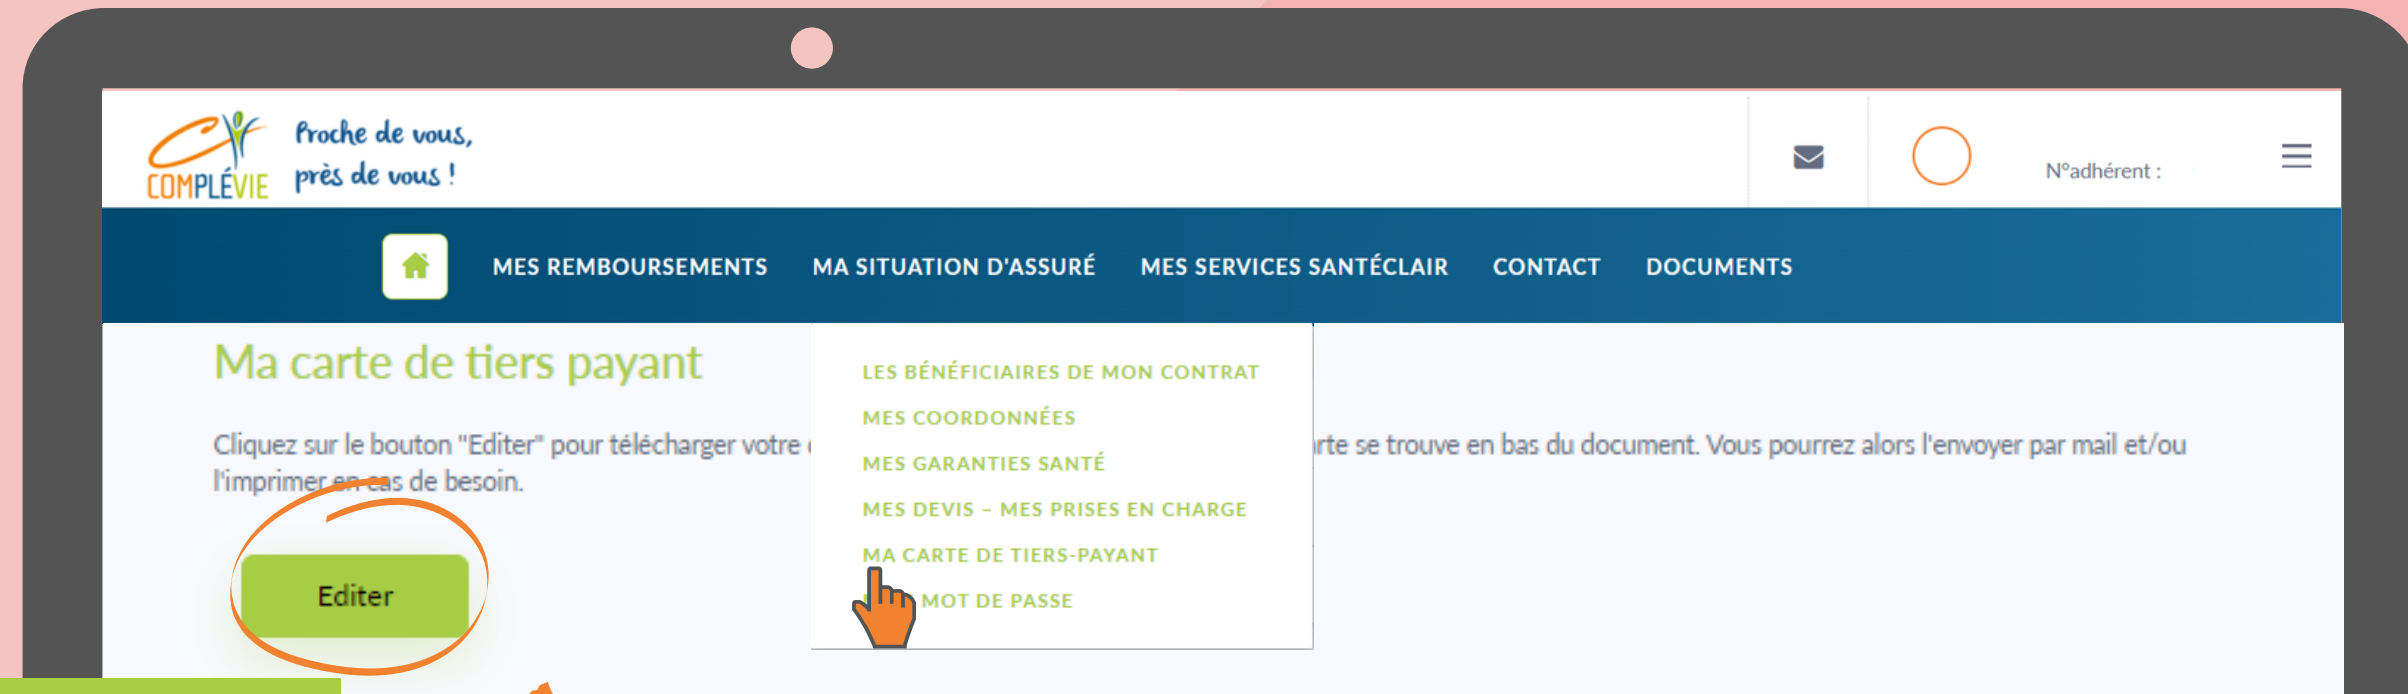 Proche de vous,
près de vous !
COMPLÉVIE
N°adhérent :
MES REMBOURSEMENTS MA SITUATION D'ASSURÉ MES SERVICES SANTÉCLAIR CONTACT DOCUMENTS
Ma carte de tiers payant
Cliquez sur le bouton "Editer" pour télécharger votre
se trouve en bas du document. Vous pourrez alors l'envoyer par mail et/ou
l'imprimer en cas de besoin.
Editer
LES BÉNÉFICIAIRES DE MON CONTRAT
MES COORDONNÉES
MES GARANTIES SANTÉ
MES DEVIS – MES PRISES EN CHARGE
MA CARTE DE TIERS-PAYANT
MOT DE PASSE